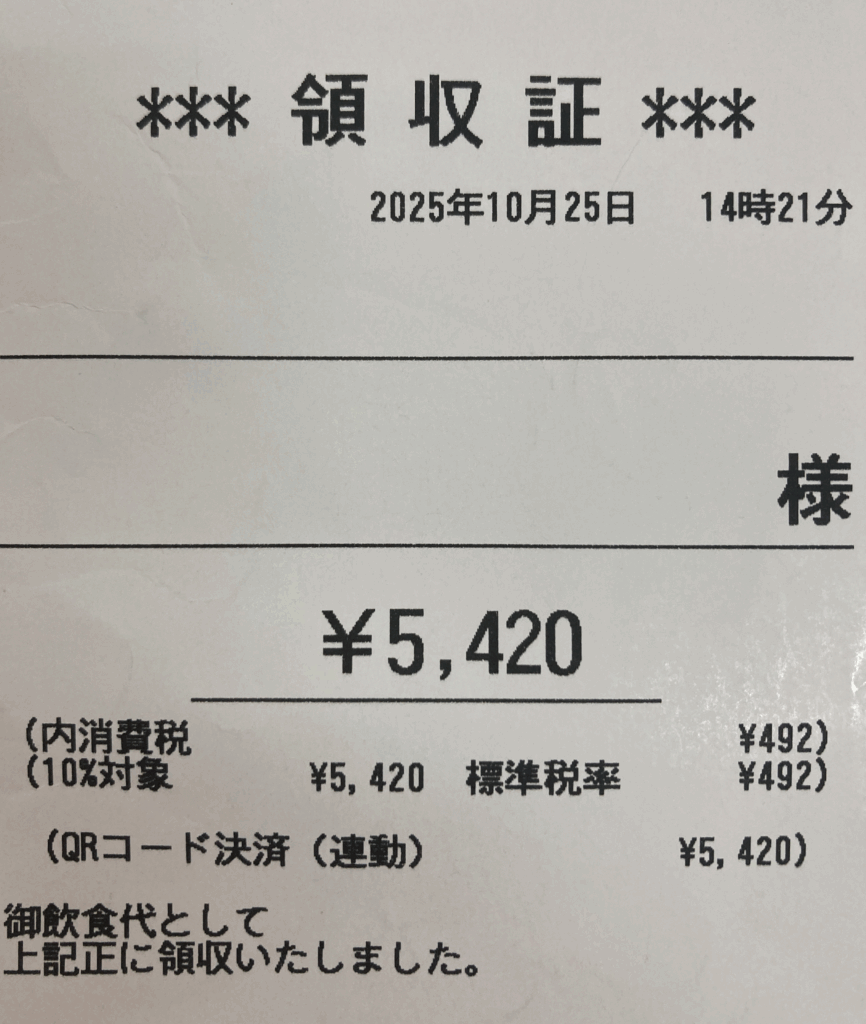 *** 領収証 ***
2025年10月25日 14時21分
様
¥5,420
(内消費税 ¥492)
(10%対象 ¥5,420 標準税率 ¥492)
(QRコード決済(連動) ¥5,420)
御飲食代として
上記正に領収いたしました。